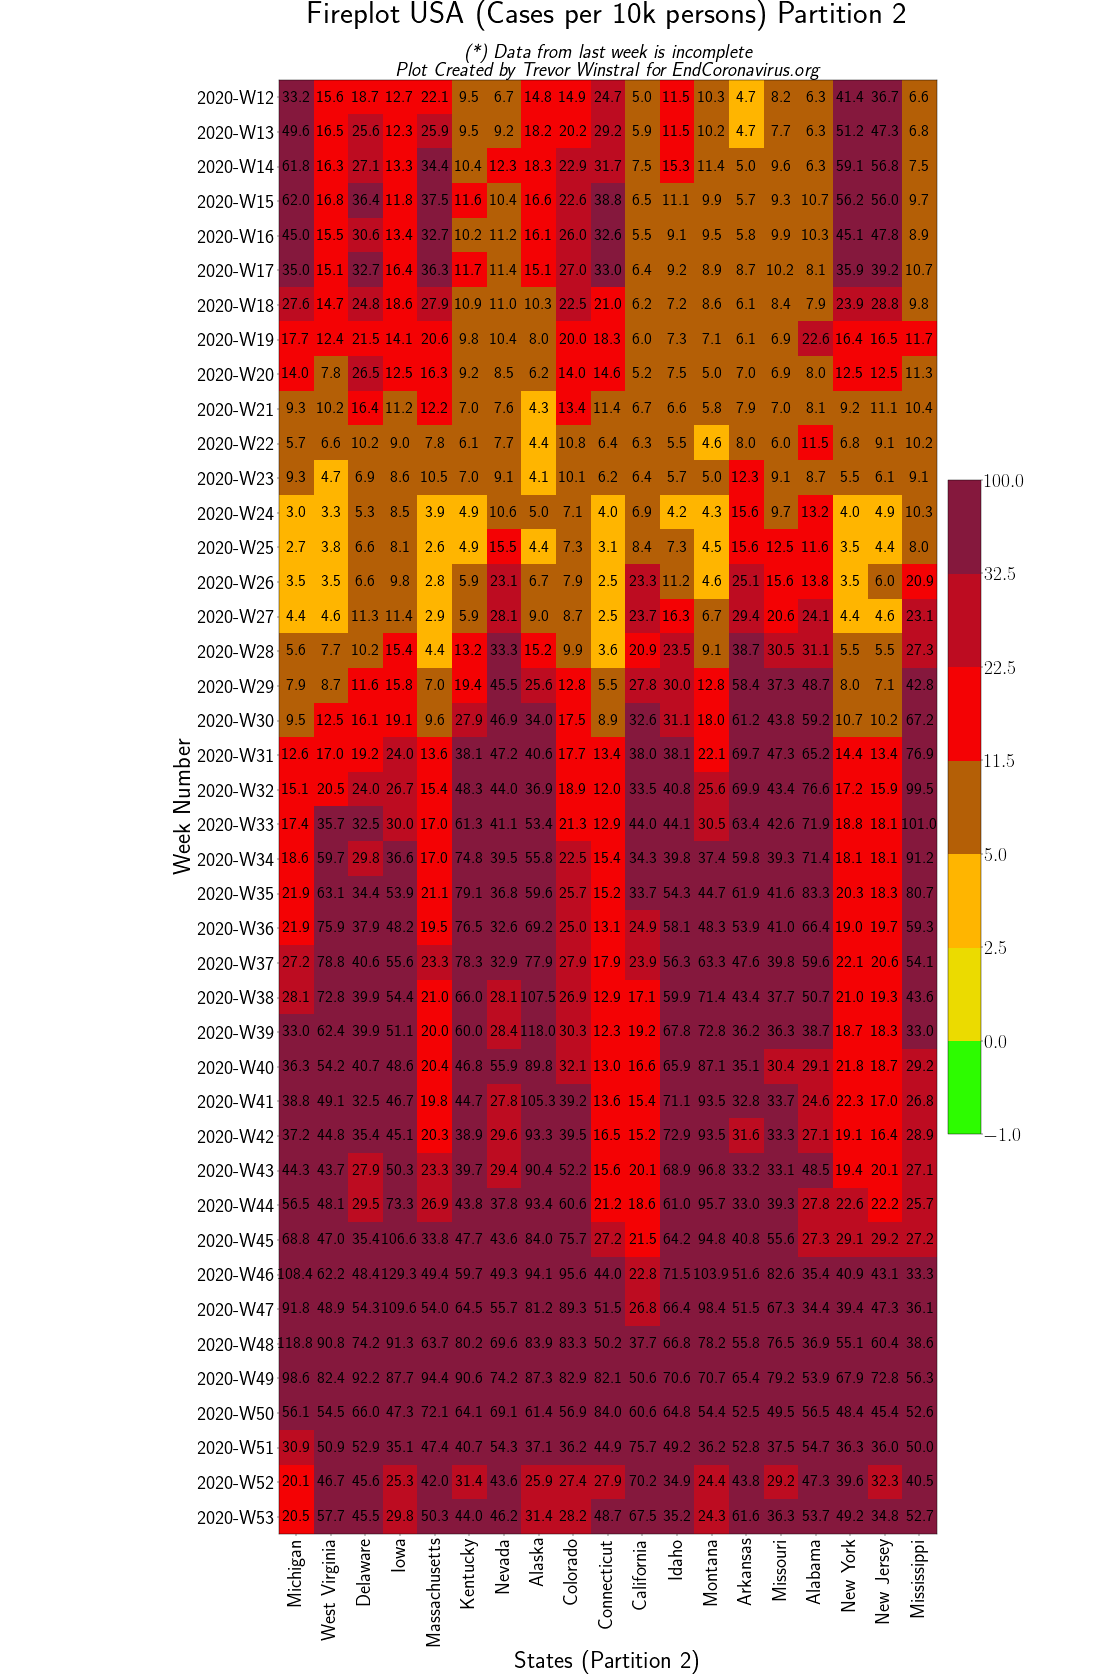 Fireplot USA (Cases per 10k persons) Partition 2
(*) Data from last week is incomplete
Plot Created by Trevor Winstral for EndCoronavirus.org
2020-W12 33.2 15.6 18.7 12.7 22.1 9.5 6.7 14.8 14.9 24.7 5.0 11.5 10.3 4.7 8.2 6.3 41.4 36.7 6.6
2020-W13 49.6 16.5 25.6 12.3 25.9 9.5 9.2 18.2 20.2 29.2 5.9 11.5 10.2 4.7 7.7 6.3 51.2 47.3 6.8
2020-W14 61.8 16.3 27.1 13.3 34.4 10.4 12.3 18.3 22.9 31.7 7.5 15.3 11.4 5.0 9.6 6.3 59.1 56.8 7.5
2020-W15 62.0 16.8 36.4 11.8 37.5 11.6 10.4 16.6 22.6 38.8 6.5 11.1 9.9 5.7 9.3 10.7 56.2 56.0 9.7
2020-W16 45.0 15.5 30.6 13.4 32.7 10.2 11.2 16.1 26.0 32.6 5.5 9.1 9.5 5.8 9.9 10.3 45.1 47.8 8.9
2020-W17 35.0 15.1 32.7 16.4 36.3 11.7 11.4 15.1 27.0 33.0 6.4 9.2 8.9 8.7 10.2 8.1 35.9 39.2 10.7
2020-W18 27.6 14.7 24.8 18.6 27.9 10.9 11.0 10.3 22.5 21.0 6.2 7.2 8.6 6.1 8.4 7.9 23.9 28.8 9.8
2020-W19 17.7 12.4 21.5 14.1 20.6 9.8 10.4 8.0 20.0 18.3 6.0 7.3 7.1 6.1 6.9 22.6 16.4 16.5 11.7
2020-W20 14.0 7.8 26.5 12.5 16.3 9.2 8.5 6.2 14.0 14.6 5.2 7.5 5.0 7.0 6.9 8.0 12.5 12.5 11.3
2020-W21 9.3 10.2 16.4 11.2 12.2 7.0 7.6 4.3 13.4 11.4 6.7 6.6 5.8 7.9 7.0 8.1 9.2 11.1 10.4
2020-W22 5.7 6.6 10.2 9.0 7.8 6.1 7.7 4.4 10.8 6.4 6.3 5.5 4.6 8.0 6.0 11.5 6.8 9.1 10.2
2020-W23 9.3 4.7 6.9 8.6 10.5 7.0 9.1 4.1 10.1 6.2 6.4 5.7 5.0 12.3 9.1 8.7 5.5 6.1 9.1
2020-W24 3.0 3.3 5.3 8.5 3.9 4.9 10.6 5.0 7.1 4.0 6.9 4.2 4.3 15.6 9.7 13.2 4.0 4.9 10.3
2020-W25 2.7 3.8 6.6 8.1 2.6 4.9 15.5 4.4 7.3 3.1 8.4 7.3 4.5 15.6 12.5 11.6 3.5 4.4 8.0
2020-W26 3.5 3.5 6.6 9.8 2.8 5.9 23.1 6.7 7.9 2.5 23.3 11.2 4.6 25.1 15.6 13.8 3.5 6.0 20.9
2020-W27 4.4 4.6 11.3 11.4 2.9 5.9 28.1 9.0 8.7 2.5 23.7 16.3 6.7 29.4 20.6 24.1 4.4 4.6 23.1
2020-W28 5.6 7.7 10.2 15.4 4.4 13.2 33.3 15.2 9.9 3.6 20.9 23.5 9.1 38.7 30.5 31.1 5.5 5.5 27.3
2020-W29 7.9 8.7 11.6 15.8 7.0 19.4 45.5 25.6 12.8 5.5 27.8 30.0 12.8 58.4 37.3 48.7 8.0 7.1 42.8
2020-W30 9.5 12.5 16.1 19.1 9.6 27.9 46.9 34.0 17.5 8.9 32.6 31.1 18.0 61.2 43.8 59.2 10.7 10.2 67.2
2020-W31 12.6 17.0 19.2 24.0 13.6 38.1 47.2 40.6 17.7 13.4 38.0 38.1 22.1 69.7 47.3 65.2 14.4 13.4 76.9
2020-W32 15.1 20.5 24.0 26.7 15.4 48.3 44.0 36.9 18.9 12.0 33.5 40.8 25.6 69.9 43.4 76.6 17.2 15.9 99.5
2020-W33 17.4 35.7 32.5 30.0 17.0 61.3 41.1 53.4 21.3 12.9 44.0 44.1 30.5 63.4 42.6 71.9 18.8 18.1 101.0
2020-W34 18.6 59.7 29.8 36.6 17.0 74.8 39.5 55.8 22.5 15.4 34.3 39.8 37.4 59.8 39.3 71.4 18.1 18.1 91.2
2020-W35 21.9 63.1 34.4 53.9 21.1 79.1 36.8 59.6 25.7 15.2 33.7 54.3 44.7 61.9 41.6 83.3 20.3 18.3 80.7
2020-W36 21.9 75.9 37.9 48.2 19.5 76.5 32.6 69.2 25.0 13.1 24.9 58.1 48.3 53.9 41.0 66.4 19.0 19.7 59.3
2020-W37 27.2 78.8 40.6 55.6 23.3 78.3 32.9 77.9 27.9 17.9 23.9 56.3 63.3 47.6 39.8 59.6 22.1 20.6 54.1
2020-W38 28.1 72.8 39.9 54.4 21.0 66.0 28.1 107.5 26.9 12.9 17.1 59.9 71.4 43.4 37.7 50.7 21.0 19.3 43.6
2020-W39 33.0 62.4 39.9 51.1 20.0 60.0 28.4 118.0 30.3 12.3 19.2 67.8 72.8 36.2 36.3 38.7 18.7 18.3 33.0
2020-W40 36.3 54.2 40.7 48.6 20.4 46.8 55.9 89.8 32.1 13.0 16.6 65.9 87.1 35.1 30.4 29.1 21.8 18.7 29.2
2020-W41 38.8 49.1 32.5 46.7 19.8 44.7 27.8 105.3 39.2 13.6 15.4 71.1 93.5 32.8 33.7 24.6 22.3 17.0 26.8
2020-W42 37.2 44.8 35.4 45.1 20.3 38.9 29.6 93.3 39.5 16.5 15.2 72.9 93.5 31.6 33.3 27.1 19.1 16.4 28.9
2020-W43 44.3 43.7 27.9 50.3 23.3 39.7 29.4 90.4 52.2 15.6 20.1 68.9 96.8 33.2 33.1 48.5 19.4 20.1 27.1
2020-W44 56.5 48.1 29.5 73.3 26.9 43.8 37.8 93.4 60.6 21.2 18.6 61.0 95.7 33.0 39.3 27.8 22.6 22.2 25.7
2020-W45 68.8 47.0 35.4 106.6 33.8 47.7 43.6 84.0 75.7 27.2 21.5 64.2 94.8 40.8 55.6 27.3 29.1 29.2 27.2
2020-W46 108.4 62.2 48.4 129.3 49.4 59.7 49.3 94.1 95.6 44.0 22.8 71.5 103.9 51.6 82.6 35.4 40.9 43.1 33.3
2020-W47 91.8 48.9 54.3 109.6 54.0 64.5 55.7 81.2 89.3 51.5 26.8 66.4 98.4 51.5 67.3 34.4 39.4 47.3 36.1
2020-W48 118.8 90.8 74.2 91.3 63.7 80.2 69.6 83.9 83.3 50.2 37.7 66.8 78.2 55.8 76.5 36.9 55.1 60.4 38.6
2020-W49 98.6 82.4 92.2 87.7 94.4 90.6 74.2 87.3 82.9 82.1 50.6 70.6 70.7 65.4 79.2 53.9 67.9 72.8 56.3
2020-W50 56.1 54.5 66.0 47.3 72.1 64.1 69.1 61.4 56.9 84.0 60.6 64.8 54.4 52.5 49.5 56.5 48.4 45.4 52.6
2020-W51 30.9 50.9 52.9 35.1 47.4 40.7 54.3 37.1 36.2 44.9 75.7 49.2 36.2 52.8 37.5 54.7 36.3 36.0 50.0
2020-W52 20.1 46.7 45.6 25.3 42.0 31.4 43.6 25.9 27.4 27.9 70.2 34.9 24.4 43.8 29.2 47.3 39.6 32.3 40.5
2020-W53 20.5 57.7 45.5 29.8 50.3 44.0 46.2 31.4 28.2 48.7 67.5 35.2 24.3 61.6 36.3 53.7 49.2 34.8 52.7
Week Number
Michigan
West Virginia
Delaware
Iowa
Massachusetts
Kentucky
Nevada
Alaska
Colorado
Connecticut
California
Idaho
Montana
Arkansas
Missouri
Alabama
New York
New Jersey
Mississippi
States (Partition 2)
100.0
32.5
22.5
11.5
5.0
2.5
0.0
−1.0